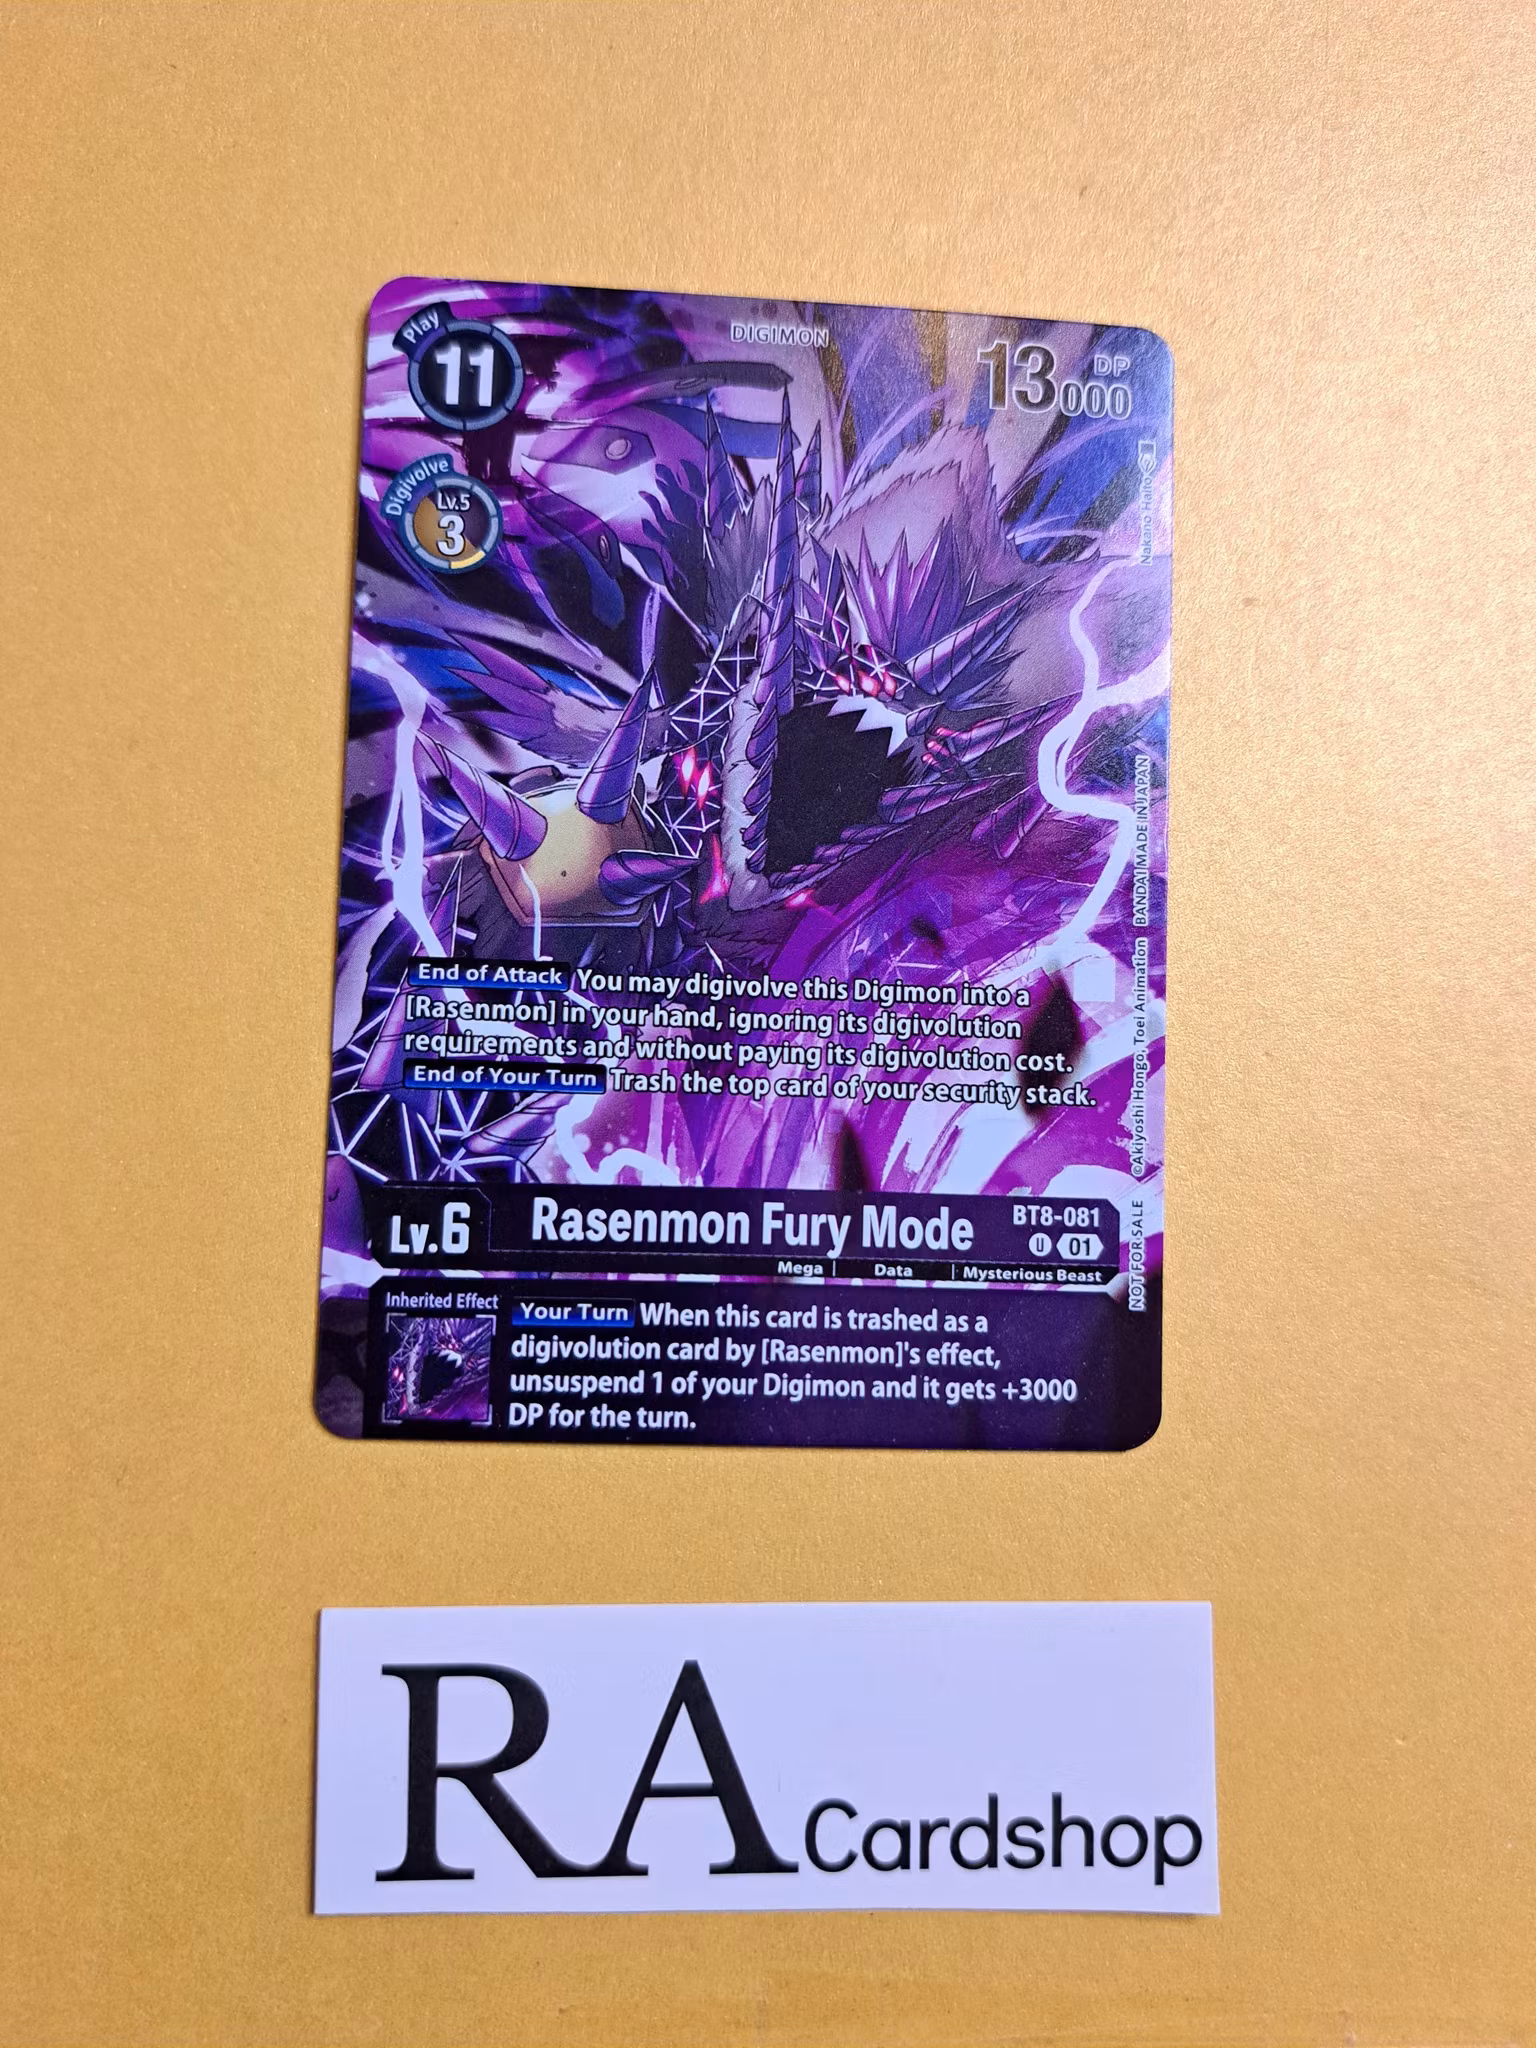 Play
11
DIGIMON
13000
DP
Digivolve
Lv.5
3
Nakano Haito
End of Attack You may digivolve this Digimon into a
[Rasenmon] in your hand, ignoring its digivolution
requirements and without paying its digivolution cost.
End of Your Turn Trash the top card of your security stack.
©Akiyoshi Hongo, Toei Animation BANDAI MADE IN JAPAN
NOT FOR SALE
Lv.6
Rasenmon Fury Mode
BT8-081
U 01
Mega | Data | Mysterious Beast
Inherited Effect
Your Turn When this card is trashed as a
digivolution card by [Rasenmon]'s effect,
unsuspend 1 of your Digimon and it gets +3000
DP for the turn.
RA Cardshop